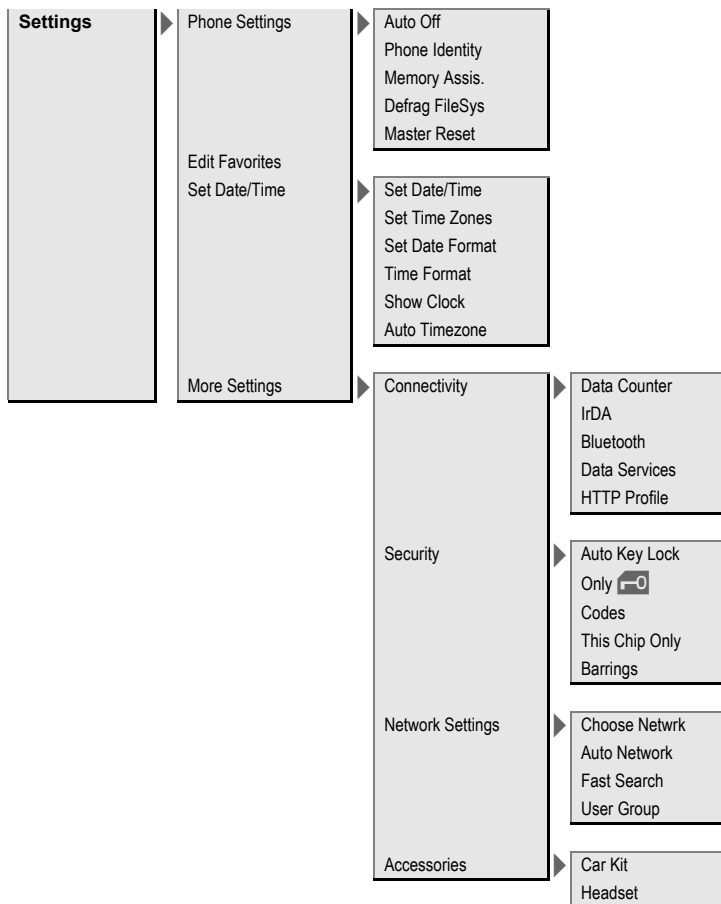 Settings
Phone Settings
Auto Off
Phone Identity
Memory Assis.
Defrag FileSys
Master Reset
Edit Favorites
Set Date/Time
Set Date/Time
Set Time Zones
Set Date Format
Time Format
Show Clock
Auto Timezone
More Settings
Connectivity
Data Counter
IrDA
Bluetooth
Data Services
HTTP Profile
Security
Auto Key Lock
Only
Codes
This Chip Only
Barrings
Network Settings
Choose Netwrk
Auto Network
Fast Search
User Group
Accessories
Car Kit
Headset